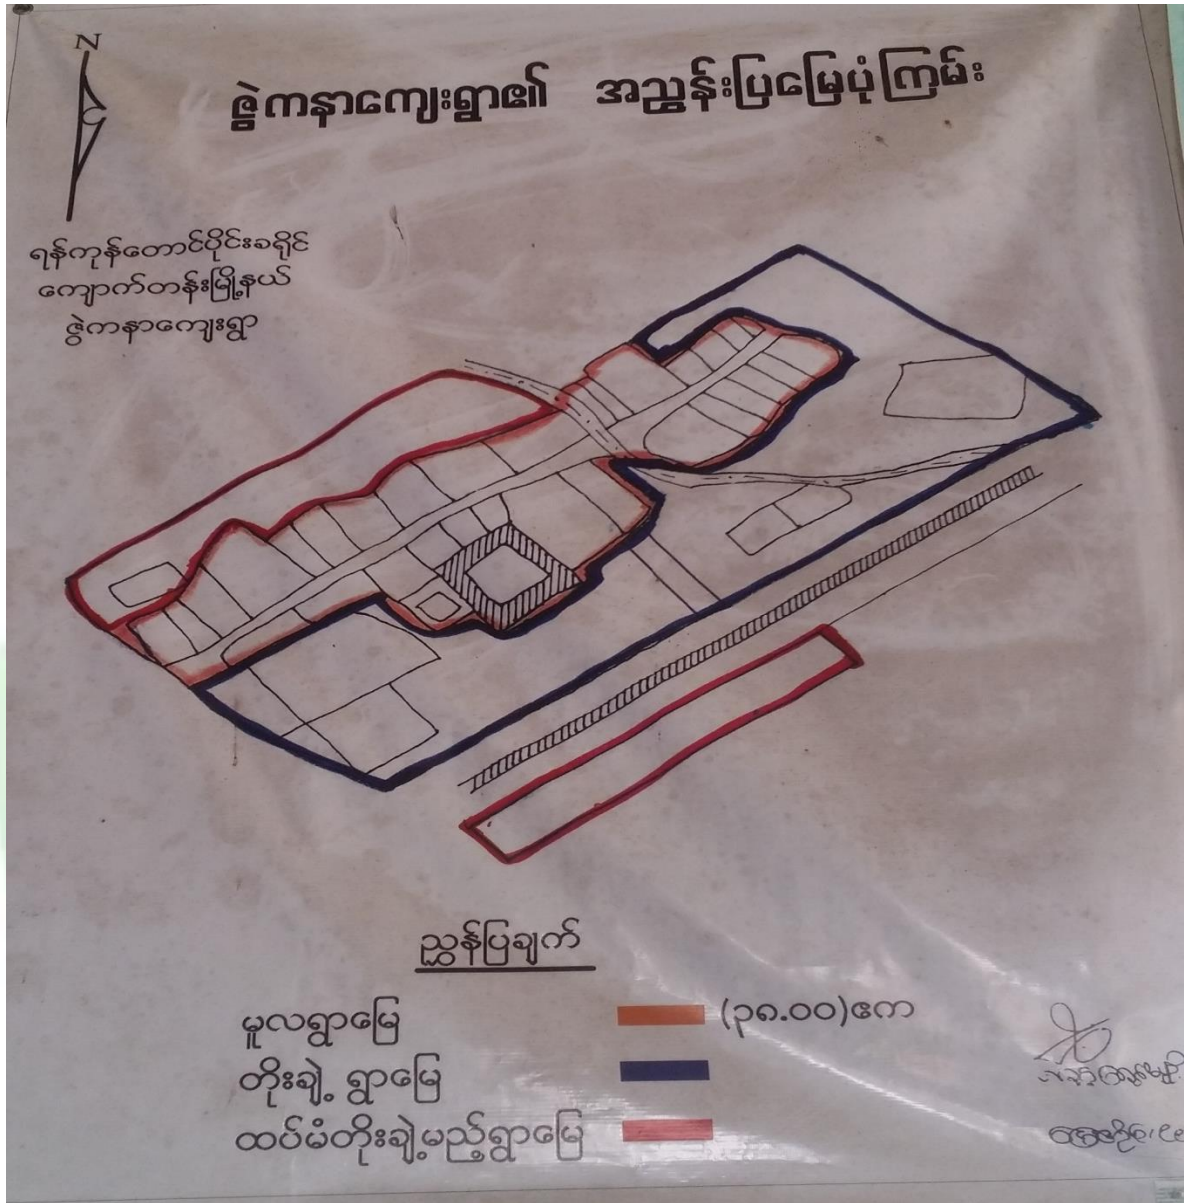 N
ဇွဲကနာကျေးရွာ၏ အညွှန်းပြမြေပုံကြမ်း
ရန်ကုန်တောင်ပိုင်းခရိုင်
ကျောက်တန်းမြို့နယ်
ဇွဲကနာကျေးရွာ
ညွှန်ပြချက်
မူလရွာမြေ (၃၈.၀၀)ဧက
တိုးချဲ့ ရွာမြေ
ထပ်မံတိုးချဲ့မည့်ရွာမြေ